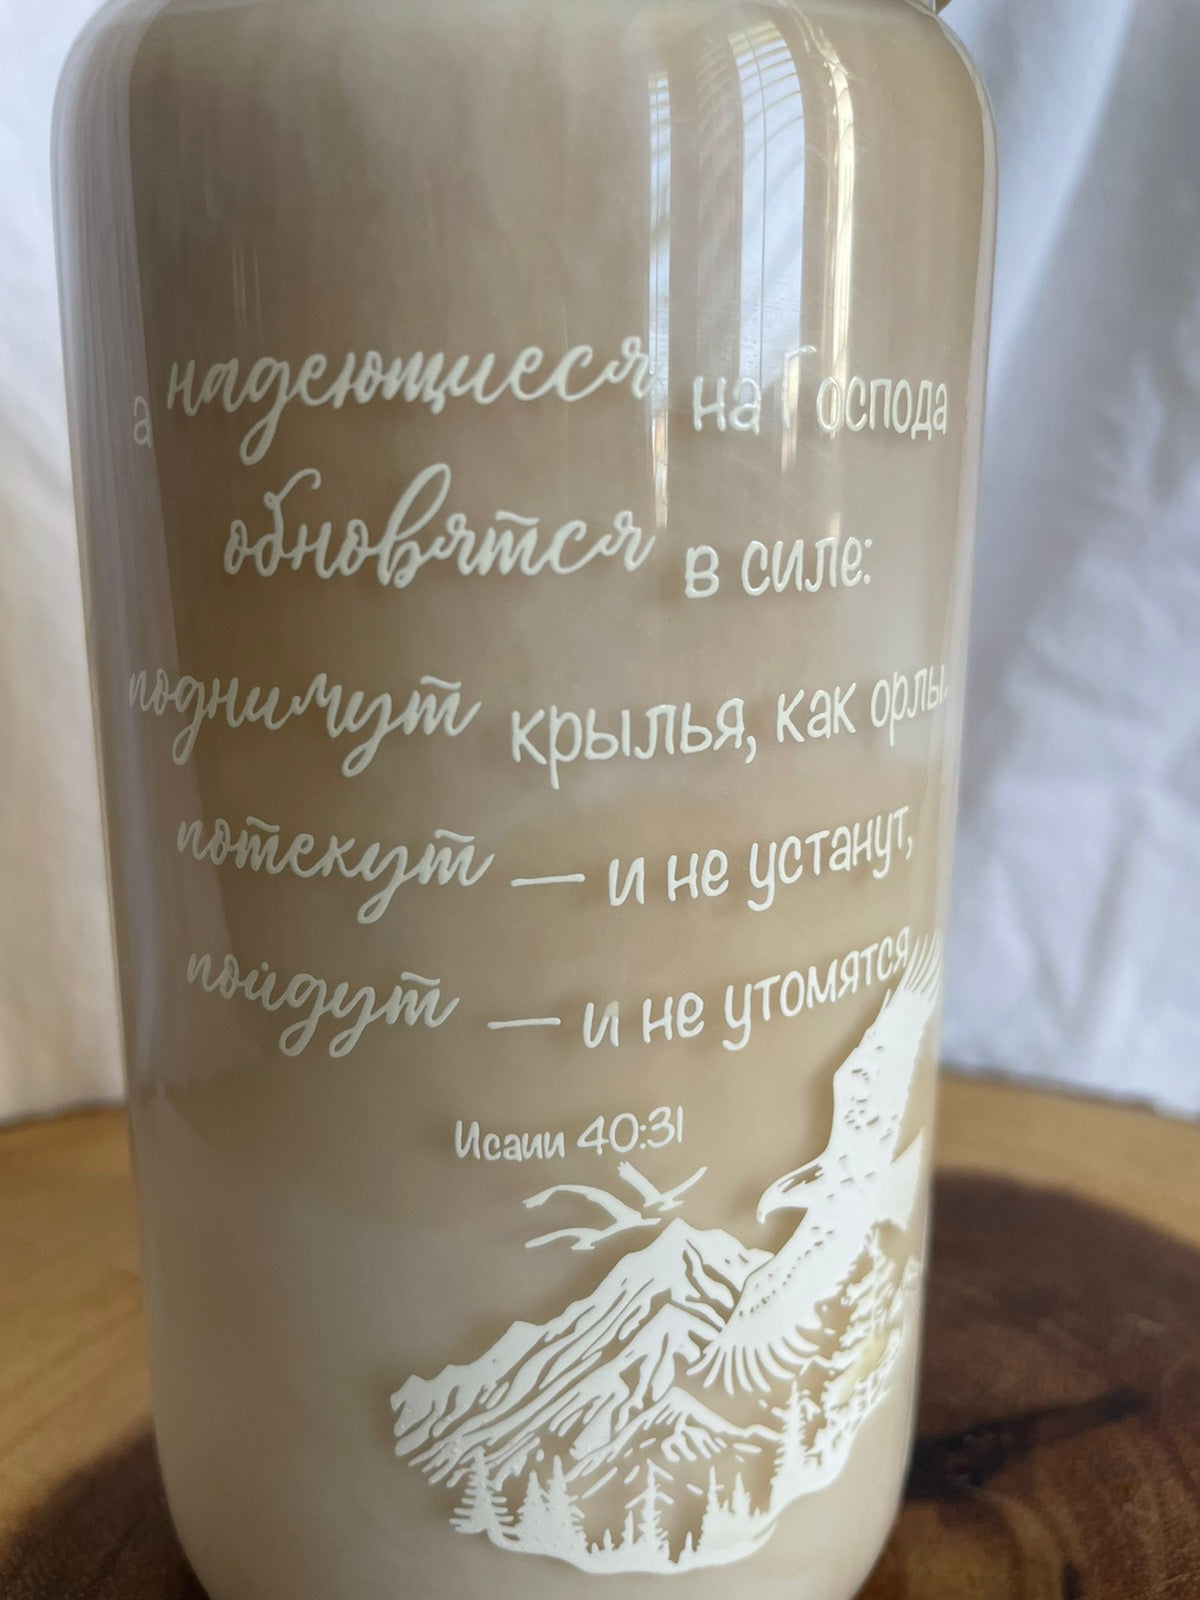 а надеющиеся на Господа
обновятся в силе:
поднимут крылья, как орлы,
потекут — и не устанут,
пойдут — и не утомятся
Исаии 40:31